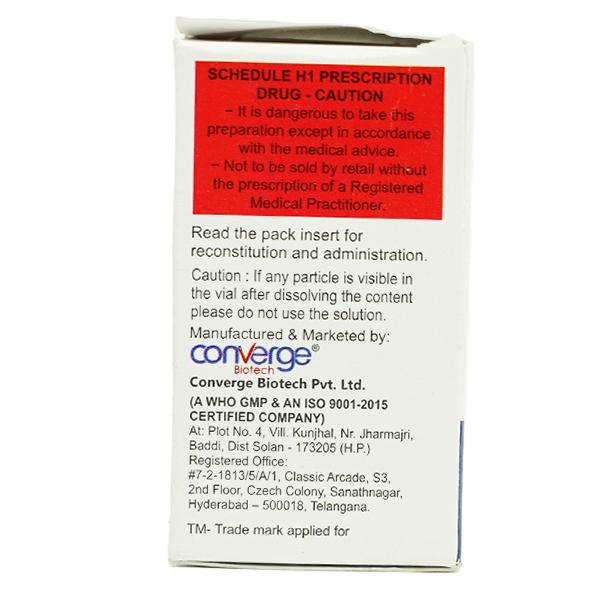 SCHEDULE H1 PRESCRIPTION
DRUG - CAUTION
– It is dangerous to take this
preparation except in accordance
with the medical advice.
– Not to be sold by retail without
the prescription of a Registered
Medical Practitioner.
Read the pack insert for
reconstitution and administration.
Caution : If any particle is visible in
the vial after dissolving the content
please do not use the solution.
Manufactured & Marketed by:
converge®
Biotech
Converge Biotech Pvt. Ltd.
(A WHO GMP & AN ISO 9001-2015
CERTIFIED COMPANY)
At: Plot No. 4, Vill. Kunjhal, Nr. Jharmajri,
Baddi, Dist Solan - 173205 (H.P.)
Registered Office:
#7-2-1813/5/A/1, Classic Arcade, S3,
2nd Floor, Czech Colony, Sanathnagar,
Hyderabad – 500018, Telangana.
TM- Trade mark applied for